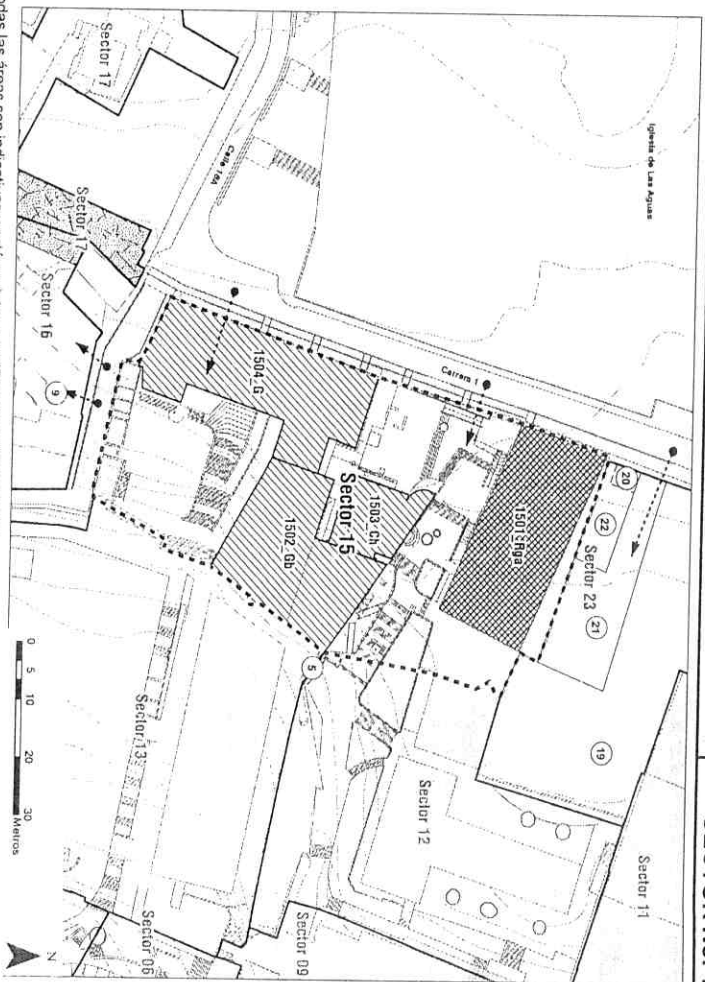 Iglesia de Las Aguas
Sector 17
Calle 18A
Sector 17
Sector 16
9
Carrera 1
1504_G
1503_Ch
Sector 15
1502_Gb
1501_Rga
20
22
Sector 23
21
19
5
Sector 13
Sector 12
Sector 11
Sector 06
Sector 09
0 5 10 20 30
Metros
N